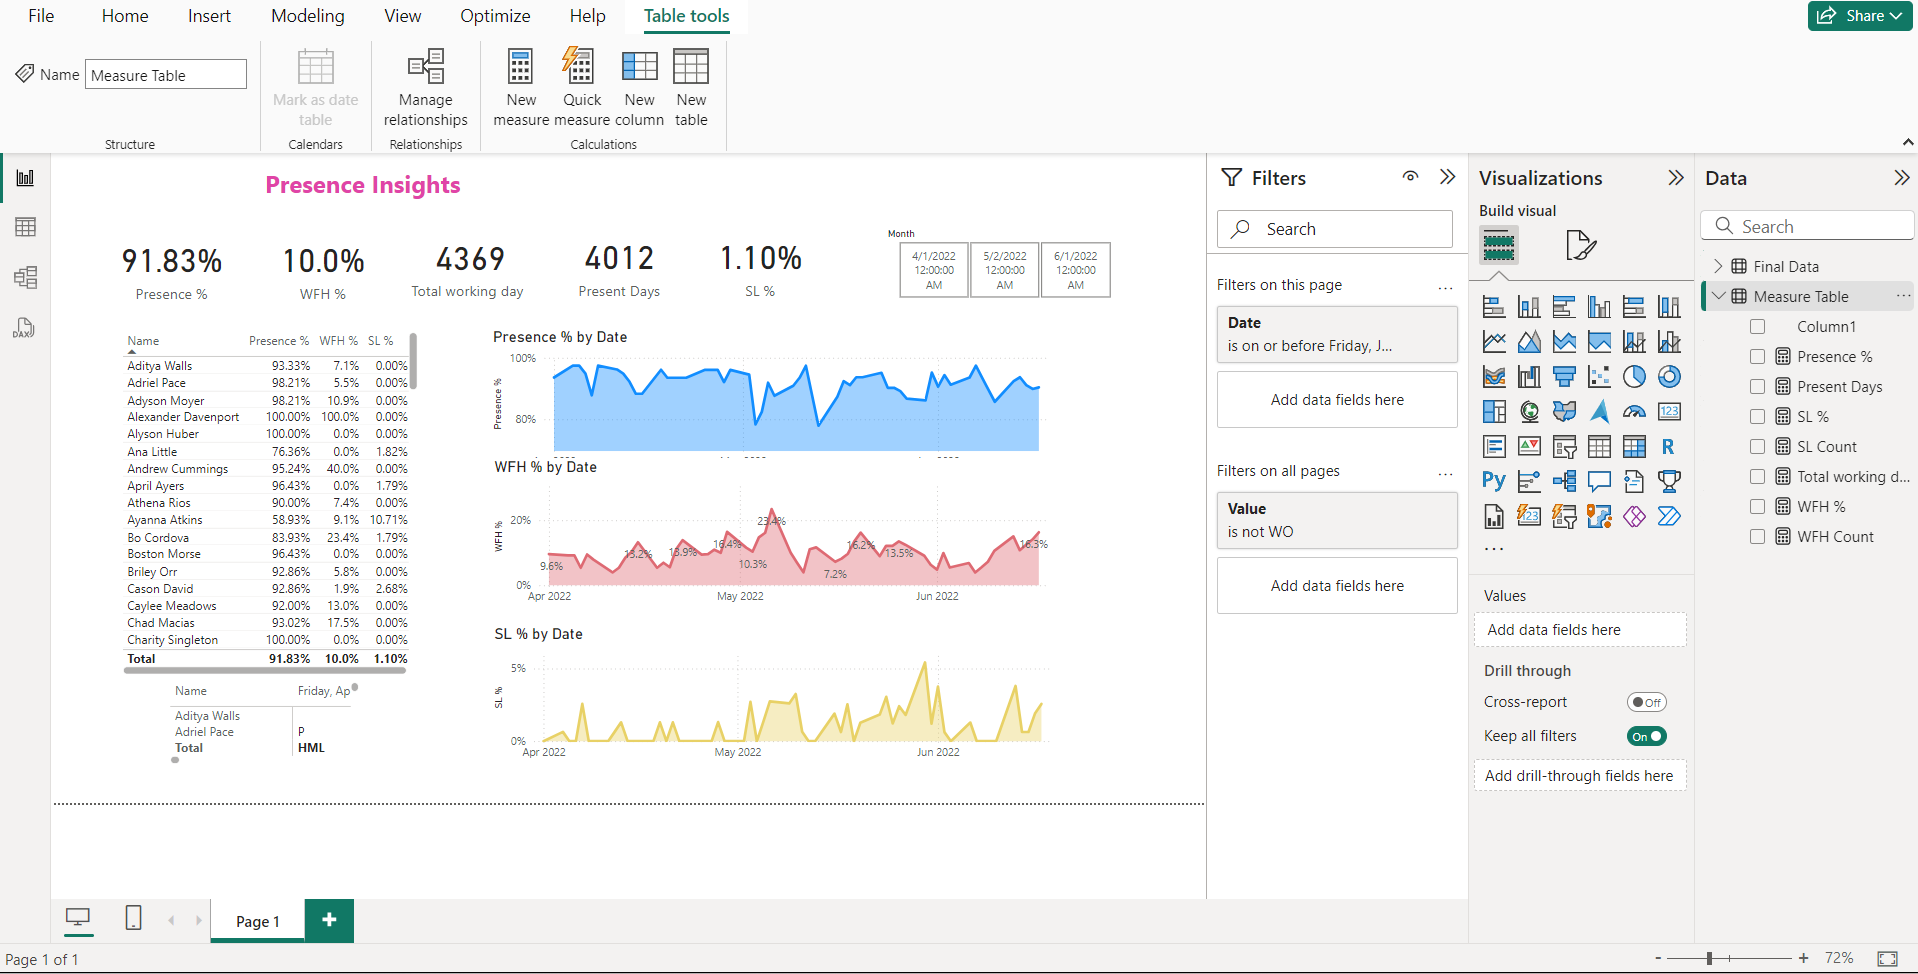 File Home Insert Modeling View Optimize Help Table tools Share
Name Measure Table
Mark as date table
Manage relationships
New measure
Quick measure
New column
New table
Structure Calendars Relationships Calculations
Presence Insights
91.83% 10.0% 4369 4012 1.10%
Presence % WFH % Total working day Present Days SL %
Month
4/1/2022 12:00:00 AM
5/2/2022 12:00:00 AM
6/1/2022 12:00:00 AM
Name Presence % WFH % SL %
Aditya Walls 93.33% 7.1% 0.00%
Adriel Pace 98.21% 5.5% 0.00%
Adyson Moyer 98.21% 10.9% 0.00%
Alexander Davenport 100.00% 100.0% 0.00%
Alyson Huber 100.00% 0.0% 0.00%
Ana Little 76.36% 0.0% 1.82%
Andrew Cummings 95.24% 40.0% 0.00%
April Ayers 96.43% 0.0% 1.79%
Athena Rios 90.00% 7.4% 0.00%
Ayanna Atkins 58.93% 9.1% 10.71%
Bo Cordova 83.93% 23.4% 1.79%
Boston Morse 96.43% 0.0% 0.00%
Briley Orr 92.86% 5.8% 0.00%
Cason David 92.86% 1.9% 2.68%
Caylee Meadows 92.00% 13.0% 0.00%
Chad Macias 93.02% 17.5% 0.00%
Charity Singleton 100.00% 0.0% 0.00%
Total 91.83% 10.0% 1.10%
Name Friday, Ap
Aditya Walls
Adriel Pace P
Total HML
Presence % by Date
Presence %
100%
80%
WFH % by Date
WFH %
20%
0%
9.6% 13.2% 13.9% 16.4% 10.3% 23.4% 7.2% 16.2% 13.5% 16.3%
Apr 2022 May 2022 Jun 2022
SL % by Date
SL %
5%
0%
Apr 2022 May 2022 Jun 2022
Filters
Search
Filters on this page ...
Date
is on or before Friday, J...
Add data fields here
Filters on all pages ...
Value
is not WO
Add data fields here
Visualizations
Build visual
123
R
Py
123
...
Values
Add data fields here
Drill through
Cross-report Off
Keep all filters On
Add drill-through fields here
Data
Search
Final Data
Measure Table ...
Column1
Presence %
Present Days
SL %
SL Count
Total working d...
WFH %
WFH Count
DAX
Page 1 +
Page 1 of 1
- + 72%